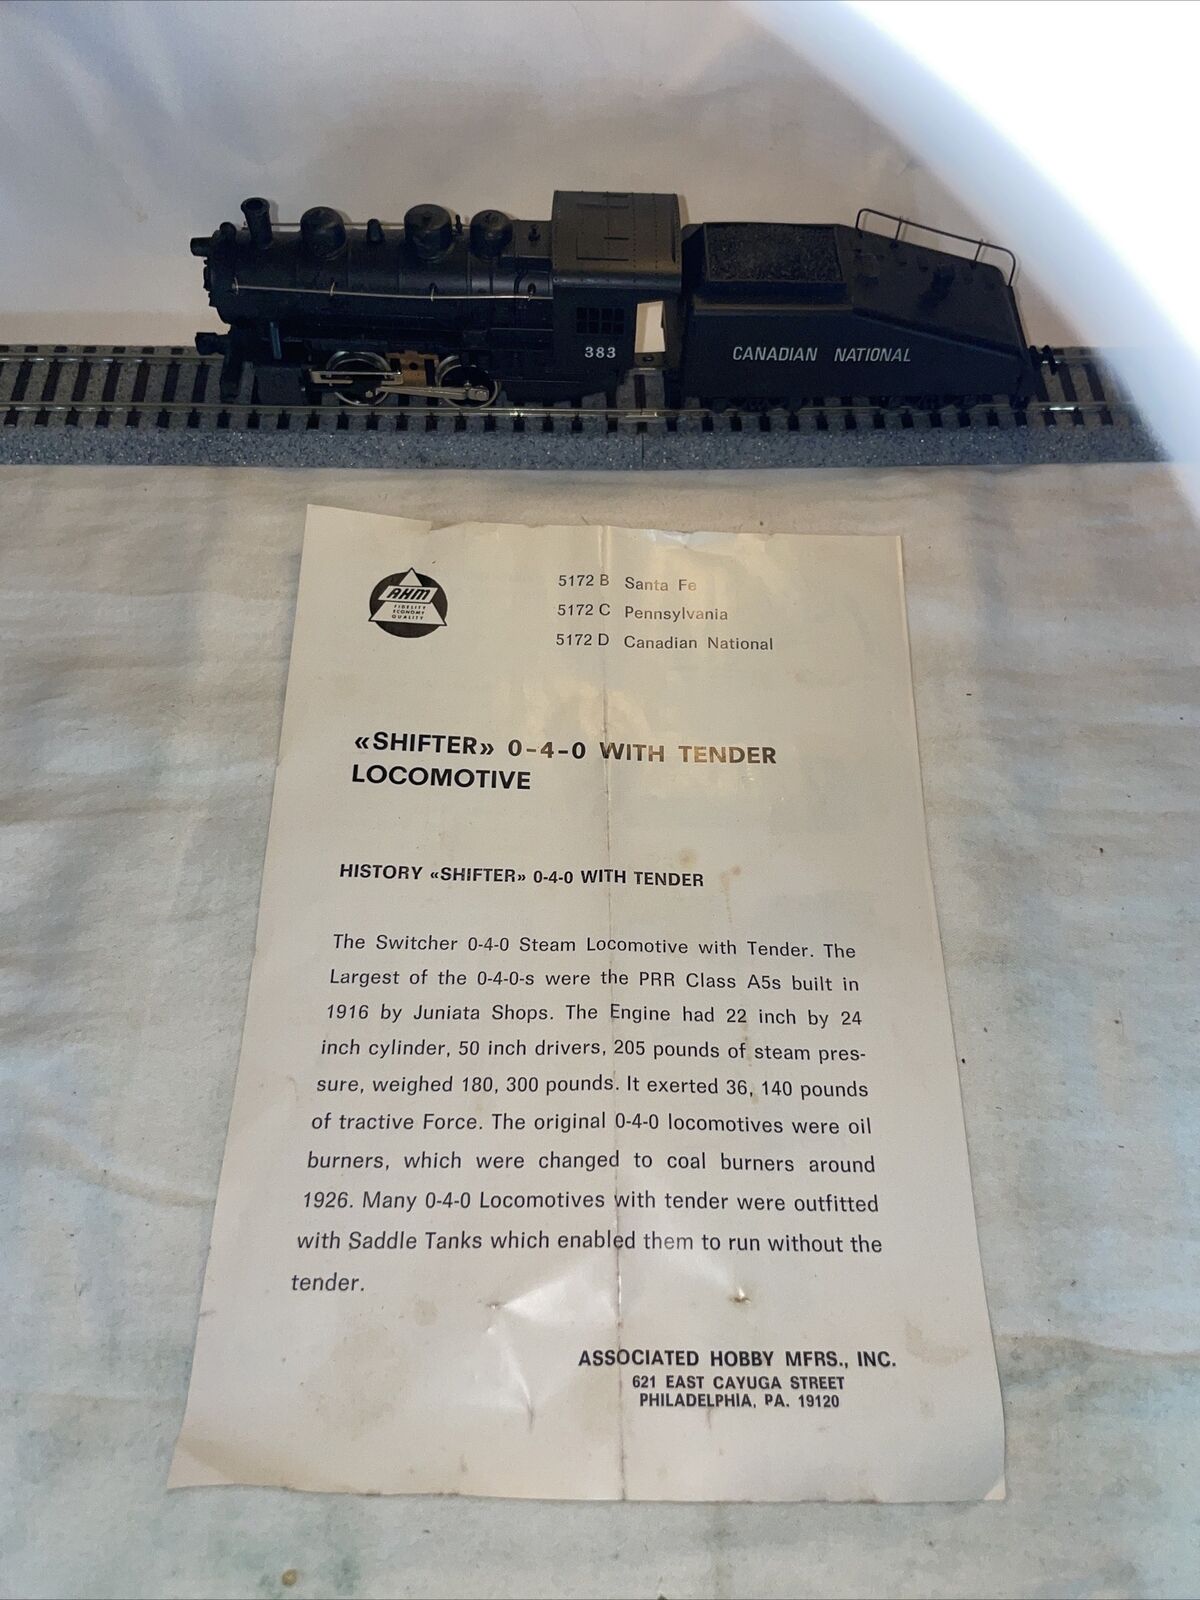 383
CANADIAN NATIONAL
AHM
FIDELITY
ECONOMY
QUALITY
5172 B Santa Fe
5172 C Pennsylvania
5172 D Canadian National
«SHIFTER» 0-4-0 WITH TENDER
LOCOMOTIVE
HISTORY «SHIFTER» 0-4-0 WITH TENDER
The Switcher 0-4-0 Steam Locomotive with Tender. The
Largest of the 0-4-0-s were the PRR Class A5s built in
1916 by Juniata Shops. The Engine had 22 inch by 24
inch cylinder, 50 inch drivers, 205 pounds of steam pres-
sure, weighed 180, 300 pounds. It exerted 36, 140 pounds
of tractive Force. The original 0-4-0 locomotives were oil
burners, which were changed to coal burners around
1926. Many 0-4-0 Locomotives with tender were outfitted
with Saddle Tanks which enabled them to run without the
tender.
ASSOCIATED HOBBY MFRS., INC.
621 EAST CAYUGA STREET
PHILADELPHIA, PA. 19120